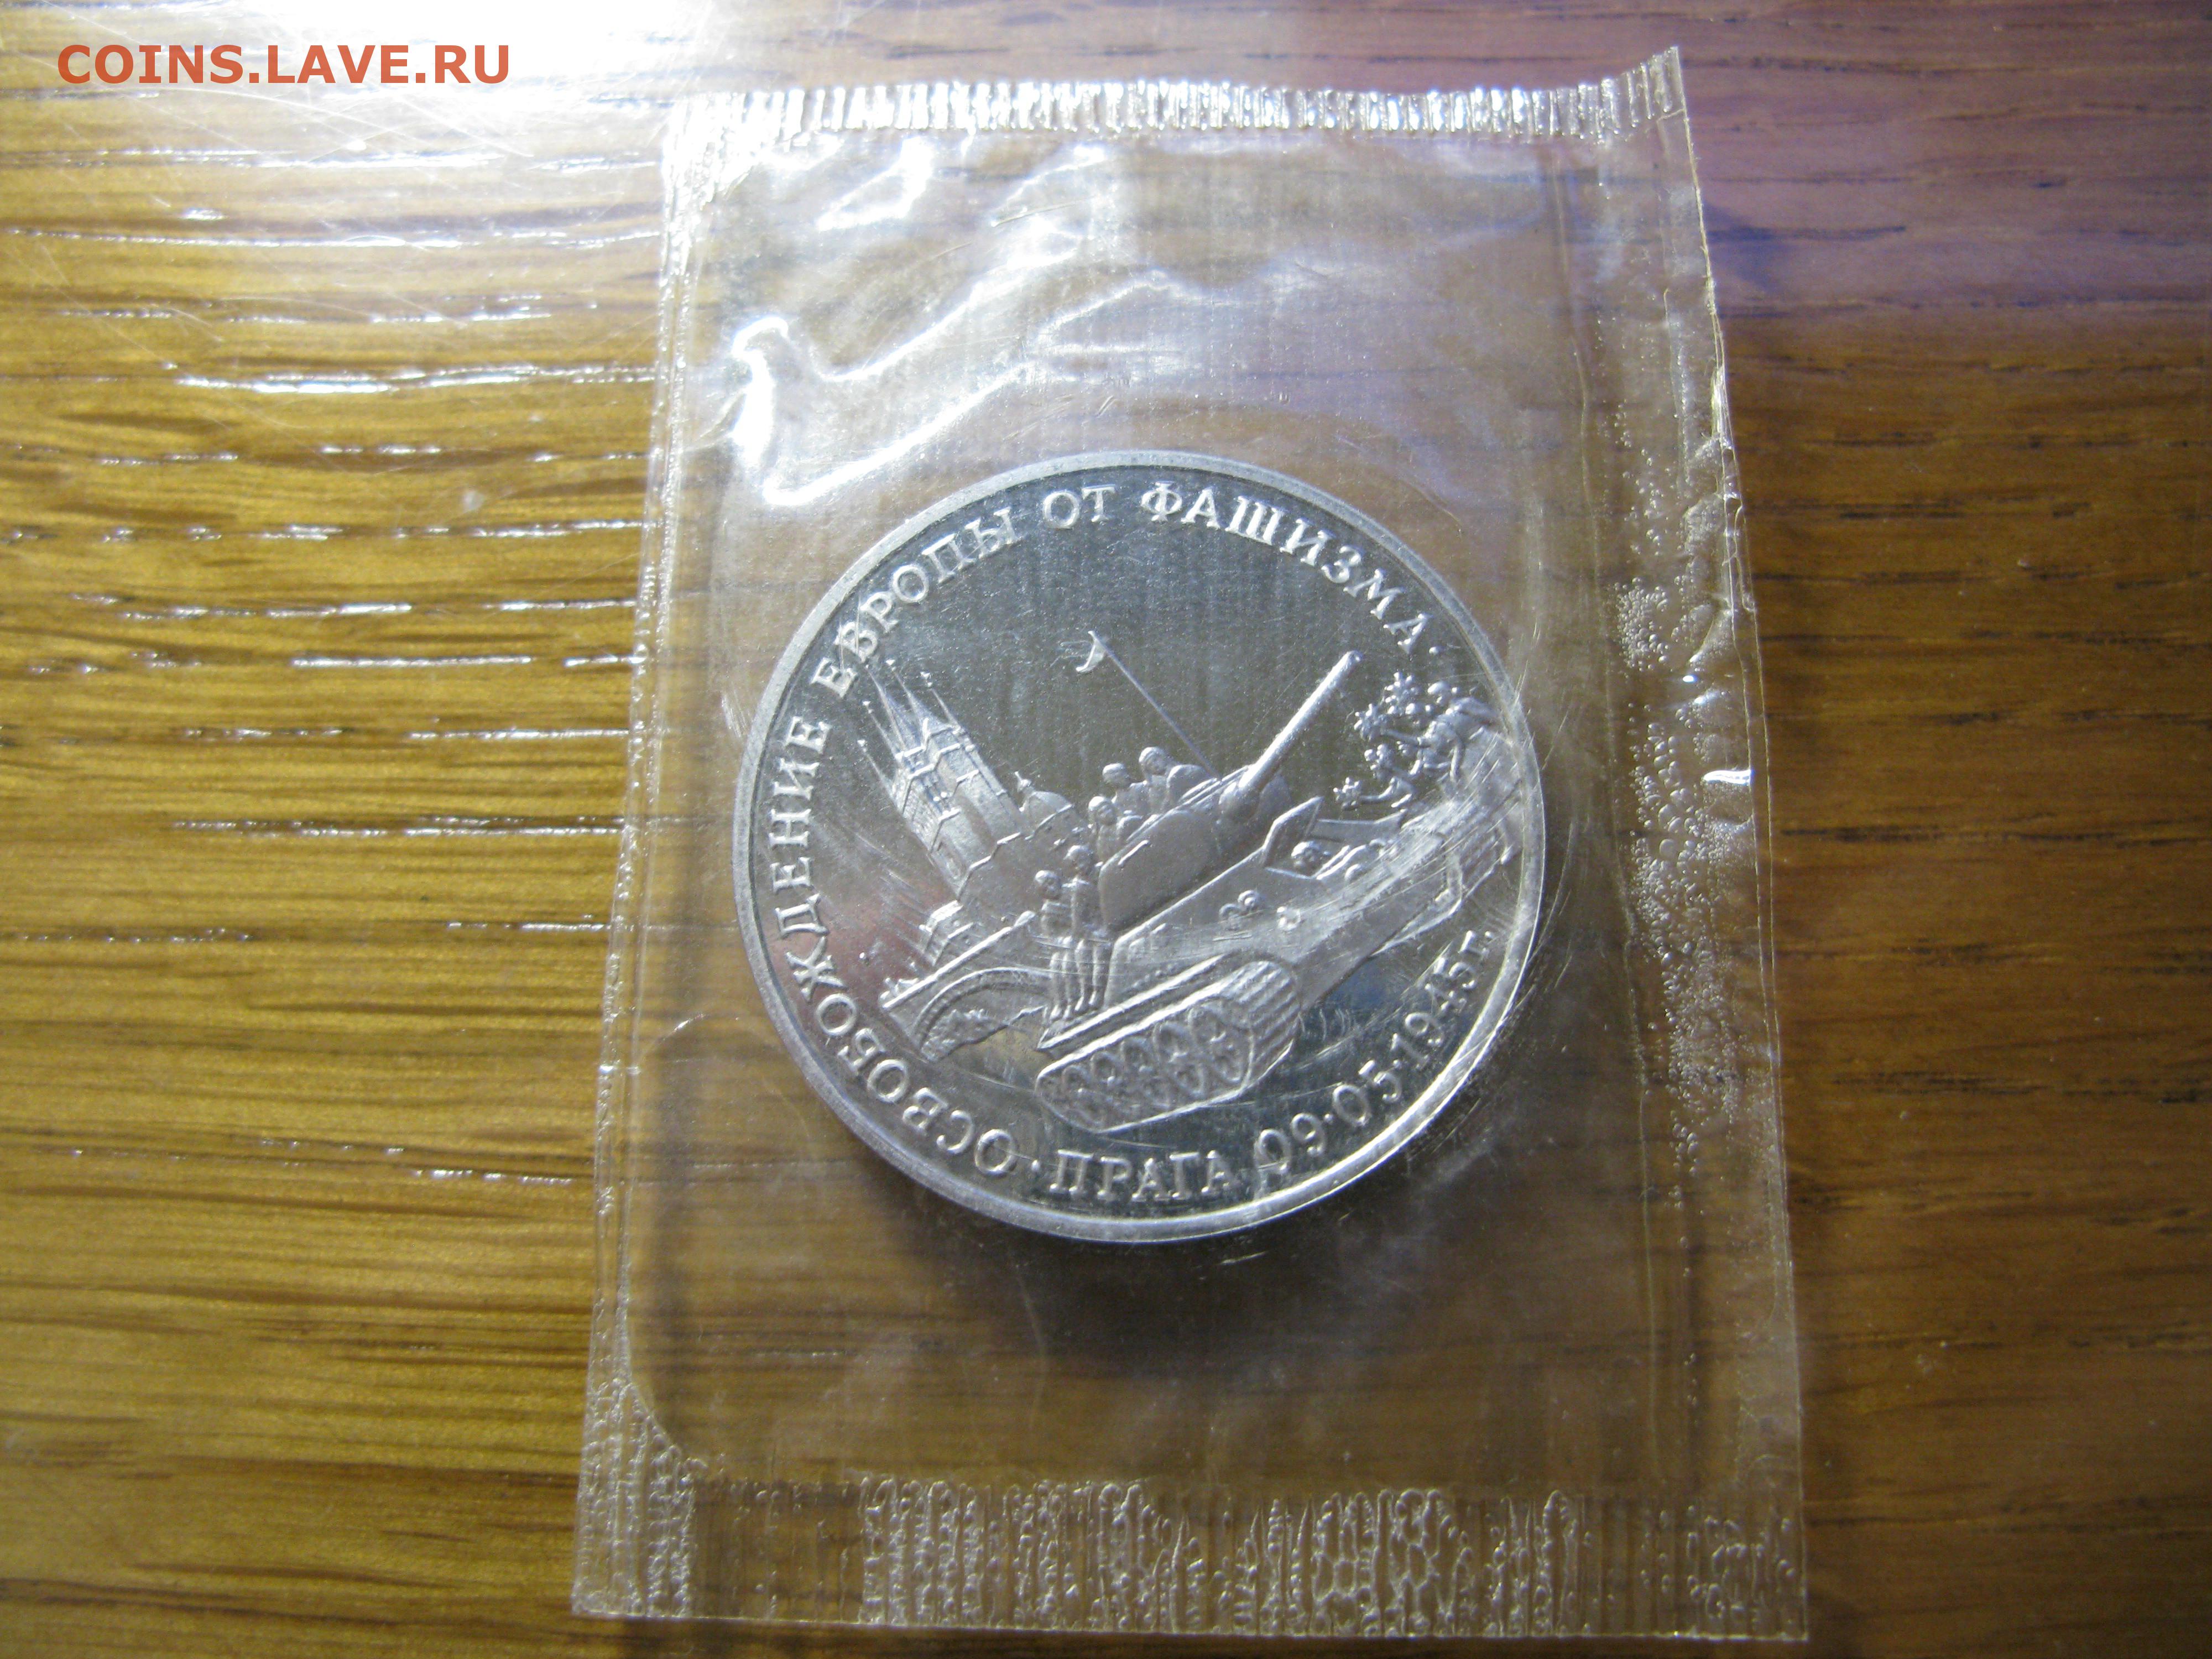 COINS.LAVE.RU
ОСВОБОЖДЕНИЕ ЕВРОПЫ ОТ ФАШИЗМА ·
· ПРАГА 09·05·1945г.